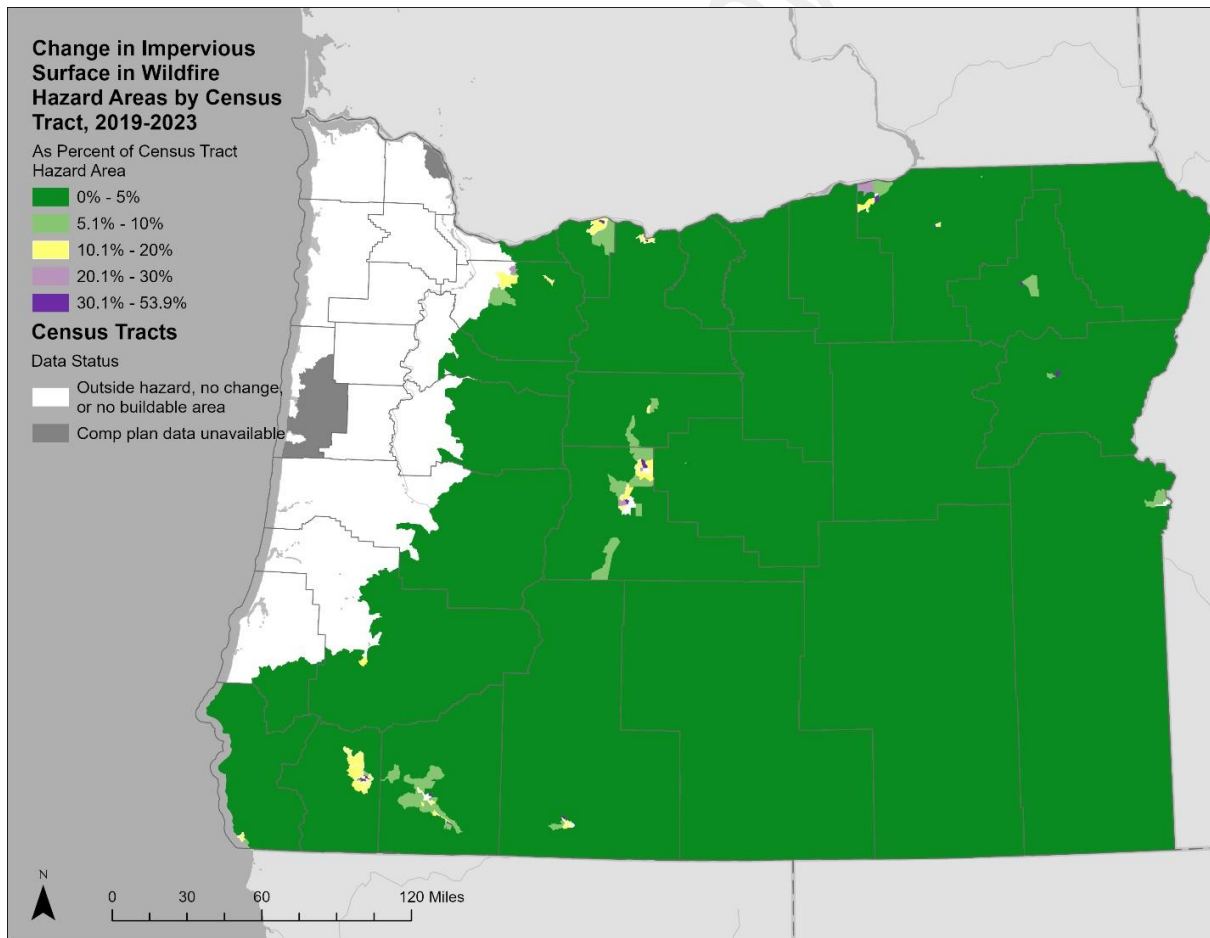 Change in Impervious
Surface in Wildfire
Hazard Areas by Census
Tract, 2019-2023
As Percent of Census Tract
Hazard Area
0% - 5%
5.1% - 10%
10.1% - 20%
20.1% - 30%
30.1% - 53.9%
Census Tracts
Data Status
Outside hazard, no change,
or no buildable area
Comp plan data unavailable
N
0 30 60 120 Miles